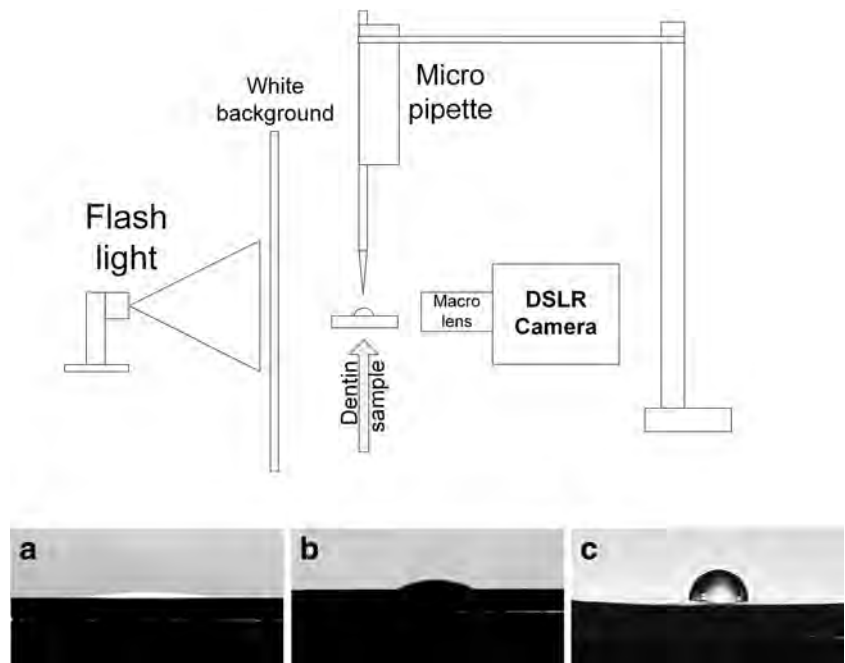 White
background
Micro
pipette
Flash
light
Macro
lens
DSLR
Camera
Dentin
sample
a
b
c